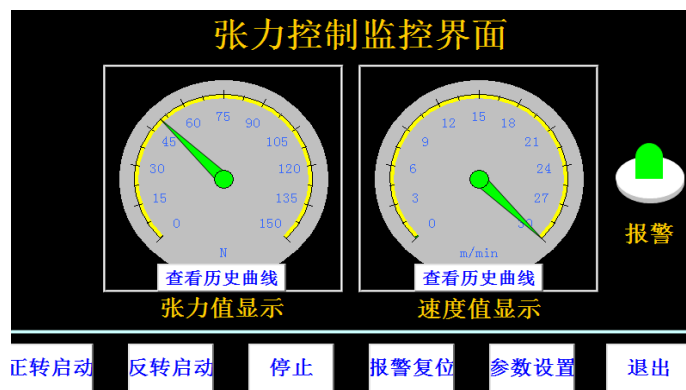 张力控制监控界面
0
15
30
45
60
75
90
105
120
135
150
N
查看历史曲线
张力值显示
0
3
6
9
12
15
18
21
24
27
30
m/min
查看历史曲线
速度值显示
报警
正转启动
反转启动
停止
报警复位
参数设置
退出